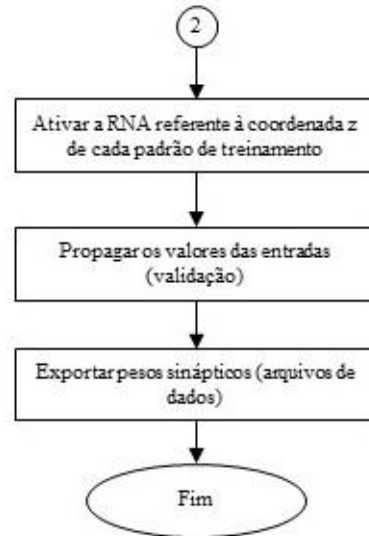 2
Ativar a RNA referente à coordenada z
de cada padrão de treinamento
Propagar os valores das entradas
(validação)
Exportar pesos sinápticos (arquivos de
dados)
Fim